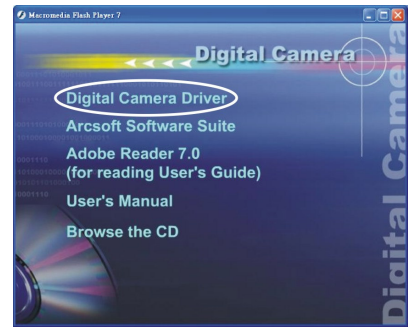 Macromedia Flash Player 7
Digital Camera
Digital Camera Driver
Arcsoft Software Suite
Adobe Reader 7.0
(for reading User's Guide)
User's Manual
Browse the CD
Digital Camera